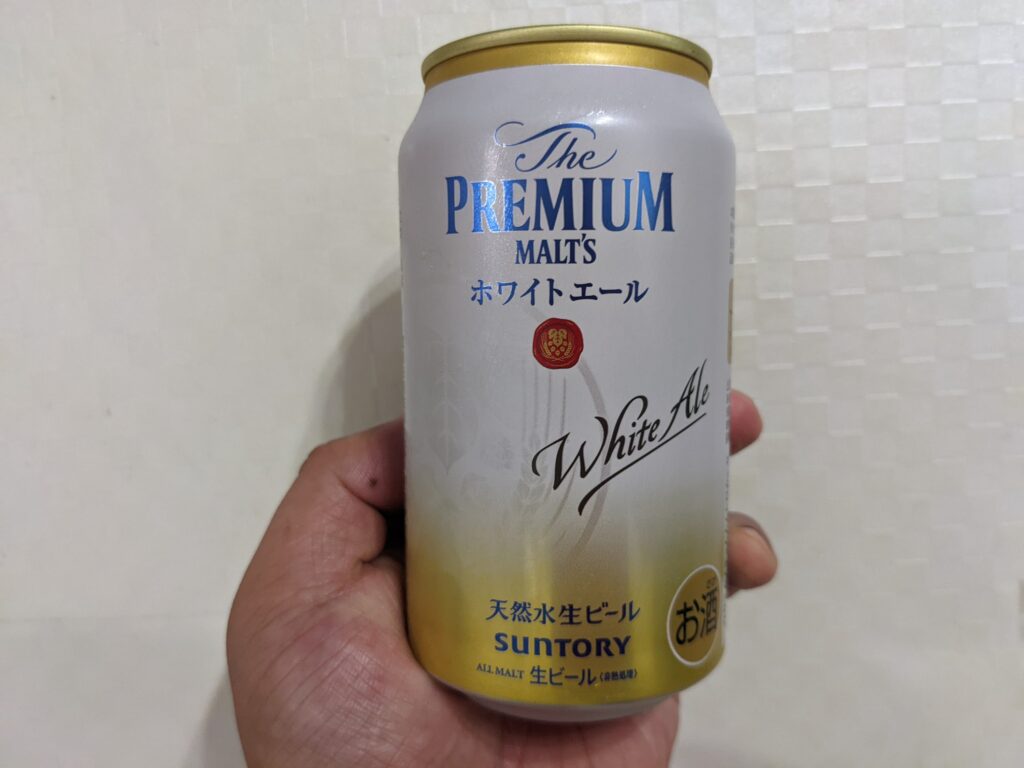 The
PREMIUM
MALT'S
ホワイトエール
White Ale
天然水生ビール
SUNTORY
ALL MALT 生ビール (非熱処理)
お酒